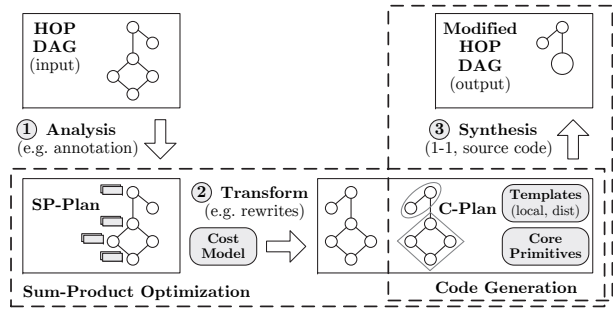 HOP
DAG
(input)
Modified
HOP
DAG
(output)
1 Analysis
(e.g. annotation)
3 Synthesis
(1-1, source code)
SP-Plan
2 Transform
(e.g. rewrites)
Cost
Model
C-Plan
Templates
(local, dist)
Core
Primitives
Sum-Product Optimization
Code Generation